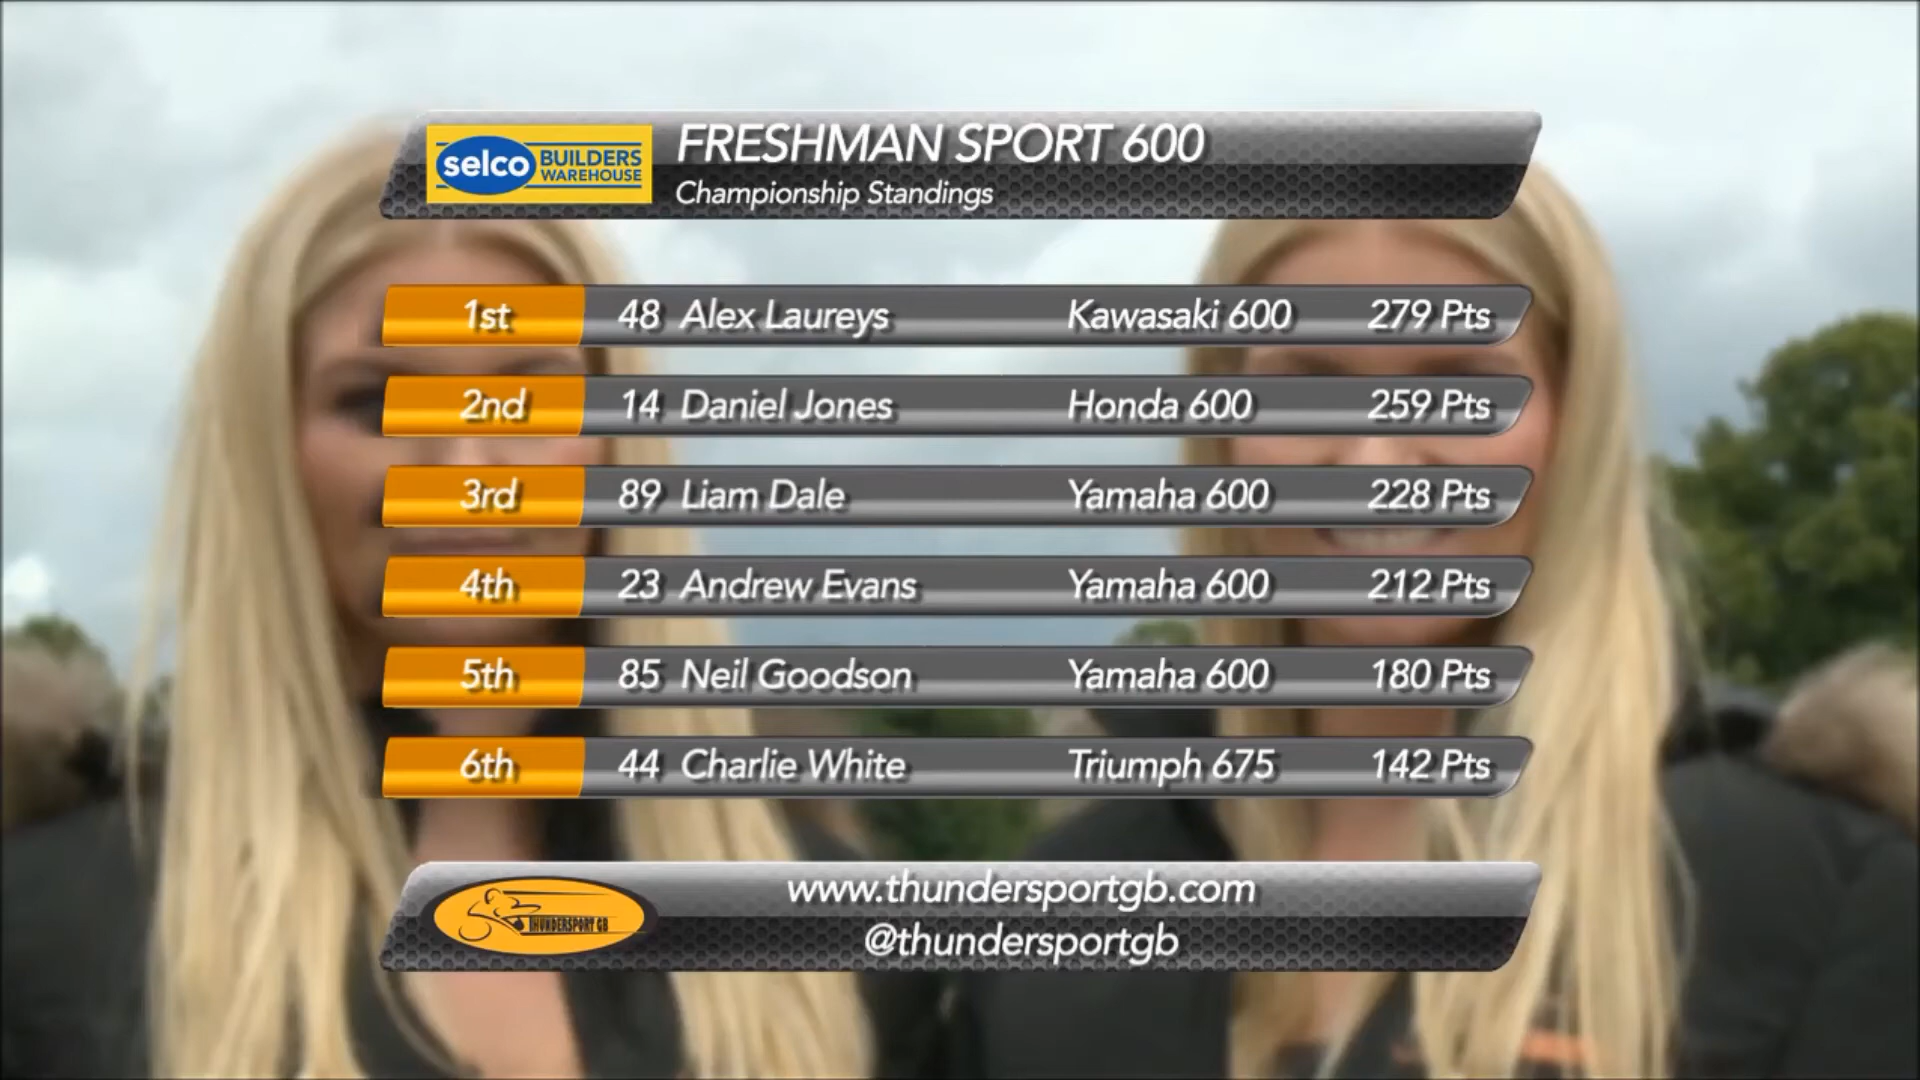 selco BUILDERS WAREHOUSE
FRESHMAN SPORT 600
Championship Standings
1st 48 Alex Laureys Kawasaki 600 279 Pts
2nd 14 Daniel Jones Honda 600 259 Pts
3rd 89 Liam Dale Yamaha 600 228 Pts
4th 23 Andrew Evans Yamaha 600 212 Pts
5th 85 Neil Goodson Yamaha 600 180 Pts
6th 44 Charlie White Triumph 675 142 Pts
THUNDERSPORT GB
www.thundersportgb.com
@thundersportgb